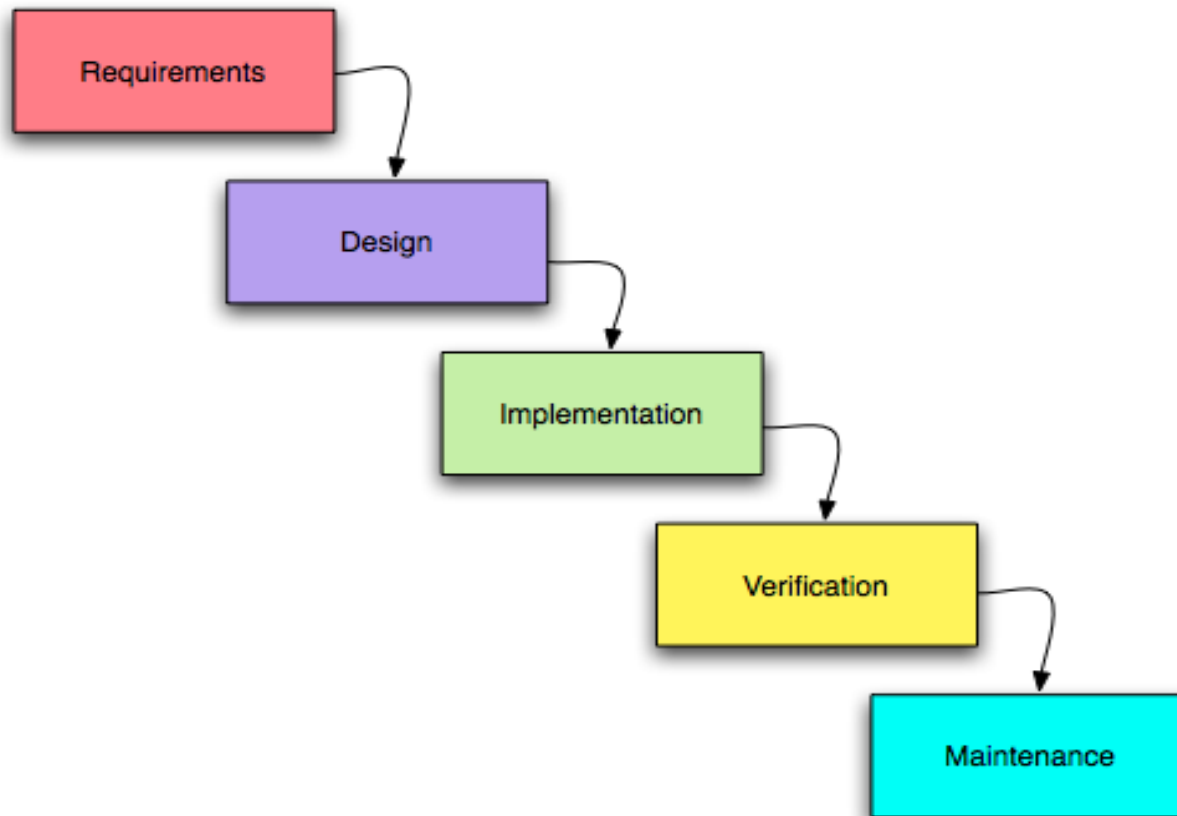 Requirements
Design
Implementation
Verification
Maintenance